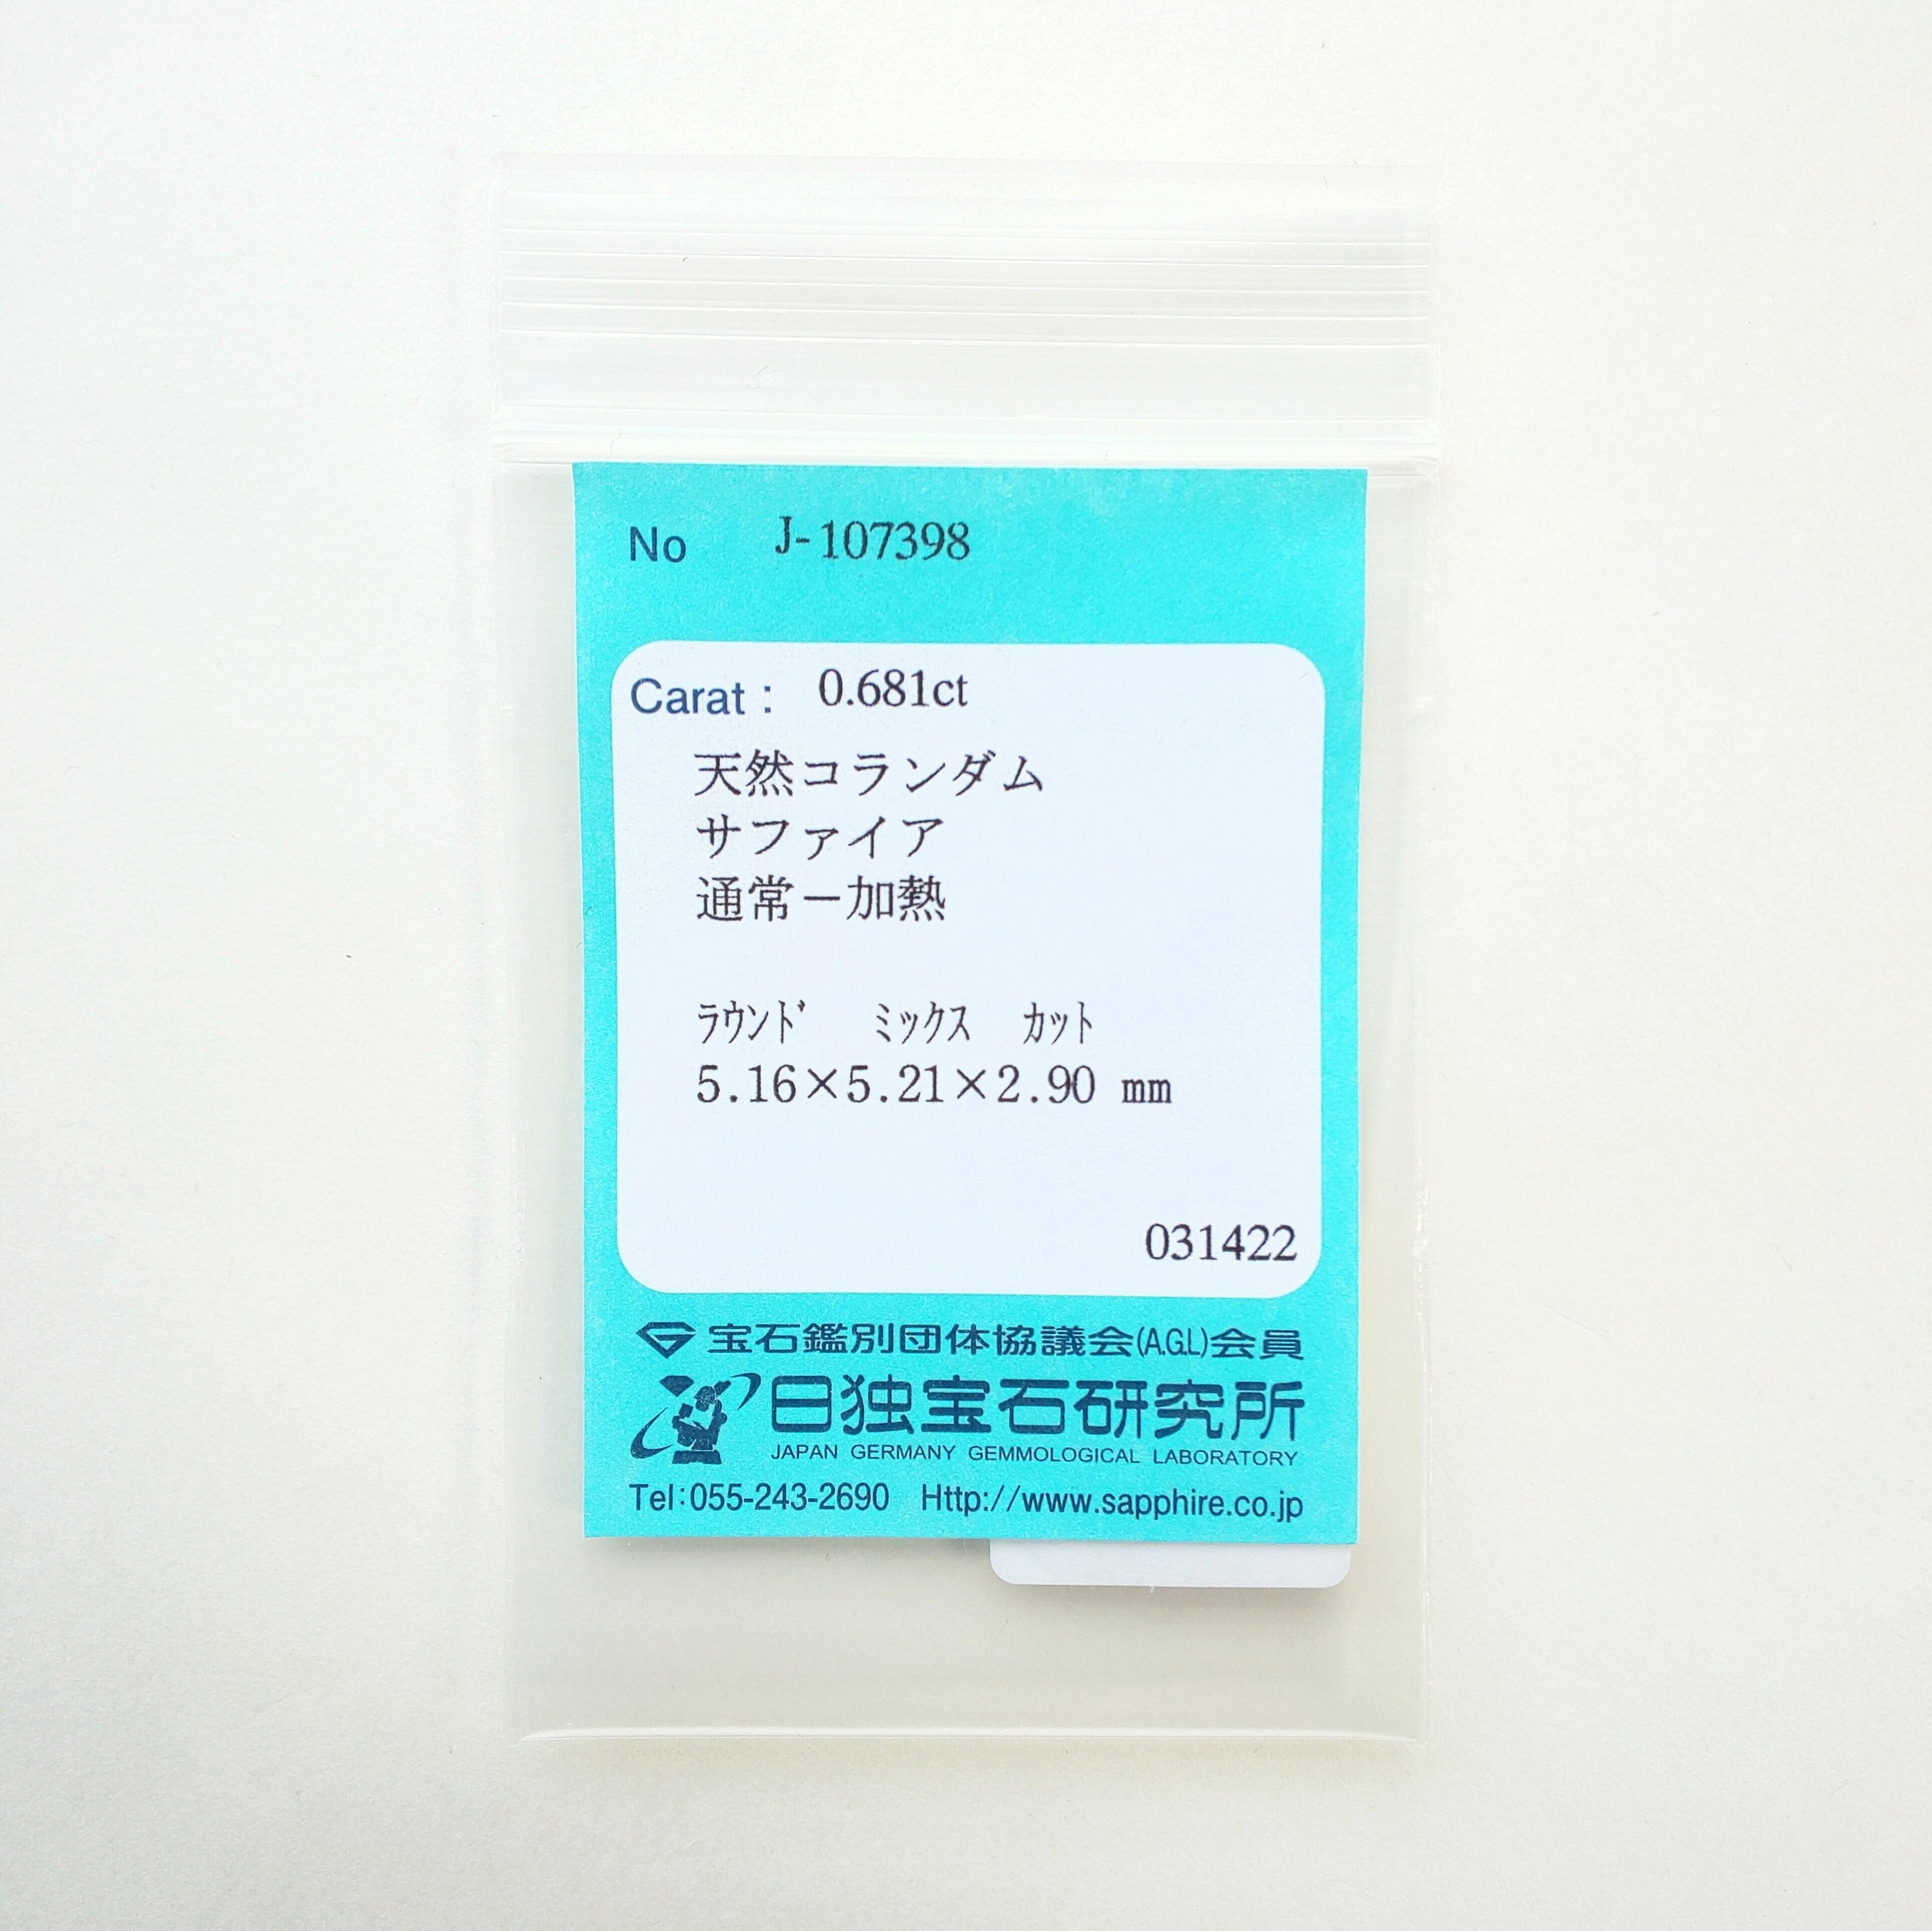 No J-107398
Carat： 0.681ct
天然コランダム
サファイア
通常－加熱
ﾗｳﾝﾄﾞ ﾐｯｸｽ ｶｯﾄ
5.16×5.21×2.90 mm
031422
宝石鑑別団体協議会(A.G.L)会員
日独宝石研究所
JAPAN GERMANY GEMMOLOGICAL LABORATORY
Tel:055-243-2690 Http://www.sapphire.co.jp